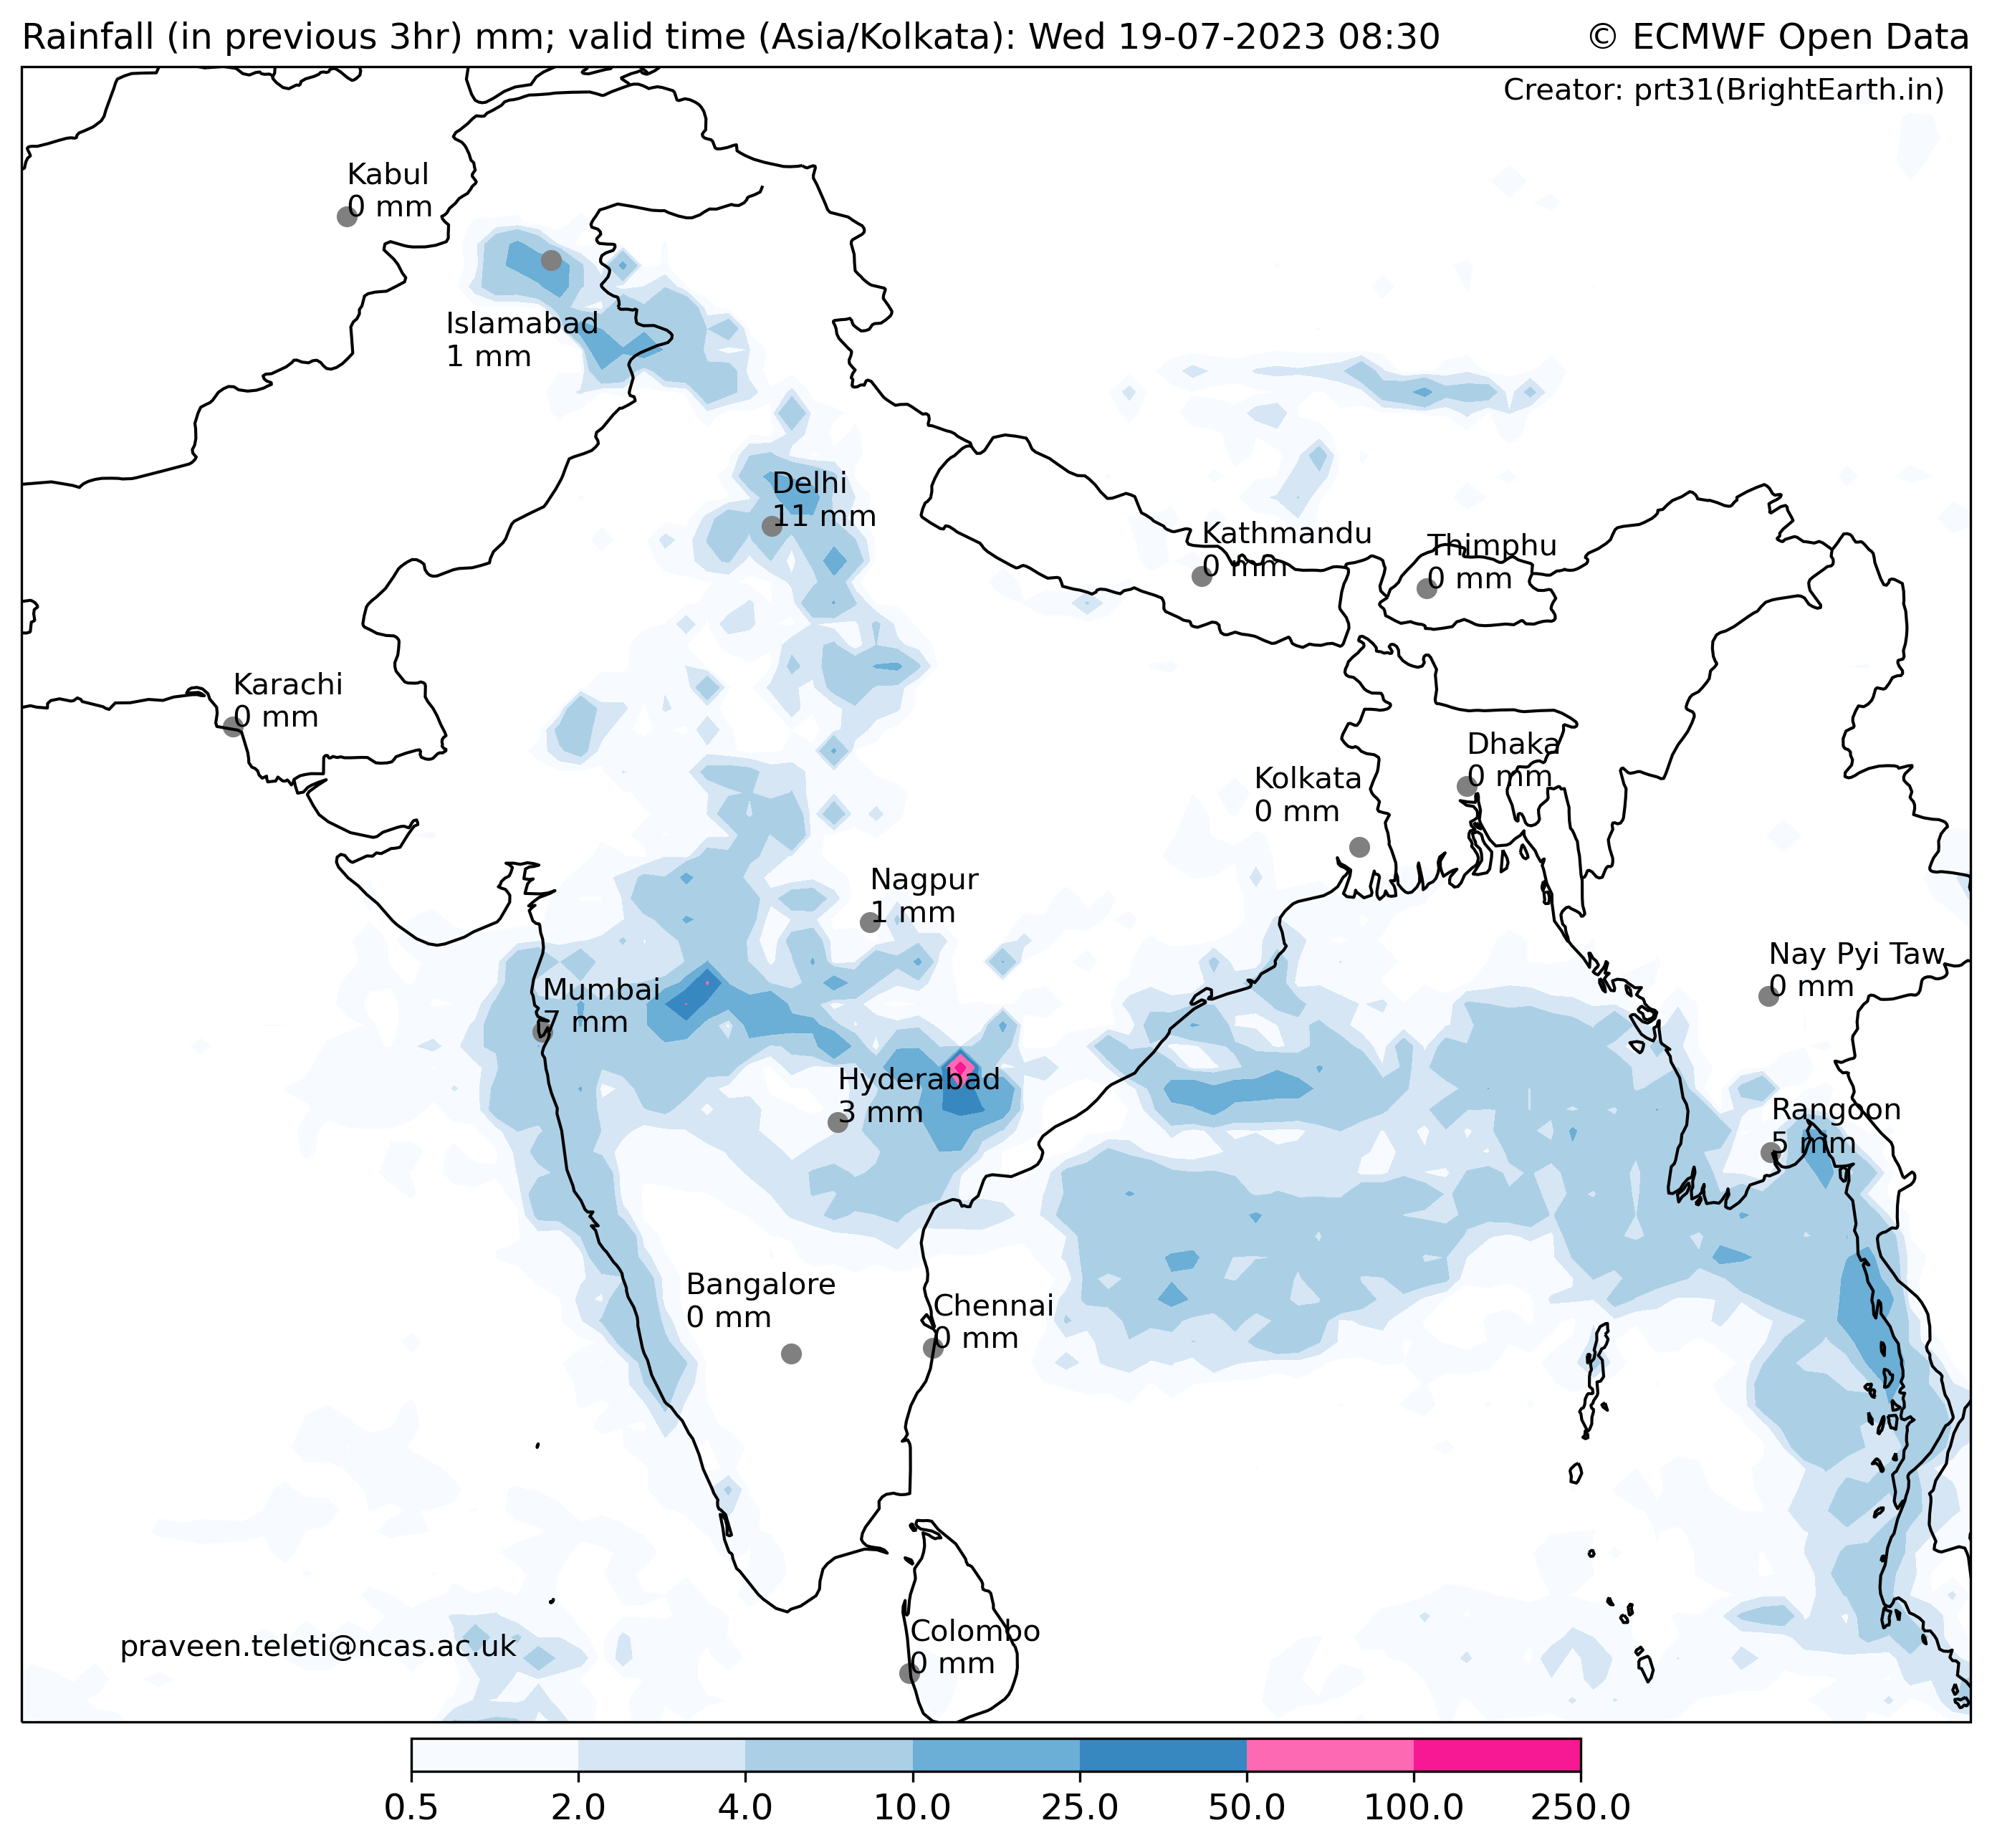 Rainfall (in previous 3hr) mm; valid time (Asia/Kolkata): Wed 19-07-2023 08:30
© ECMWF Open Data
Creator: prt31(BrightEarth.in)
Kabul
0 mm
Islamabad
1 mm
Delhi
11 mm
Kathmandu
0 mm
Thimphu
0 mm
Karachi
0 mm
Dhaka
0 mm
Kolkata
0 mm
Nagpur
1 mm
Nay Pyi Taw
0 mm
Mumbai
7 mm
Hyderabad
3 mm
Rangoon
5 mm
Bangalore
0 mm
Chennai
0 mm
Colombo
0 mm
praveen.teleti@ncas.ac.uk
0.5 2.0 4.0 10.0 25.0 50.0 100.0 250.0